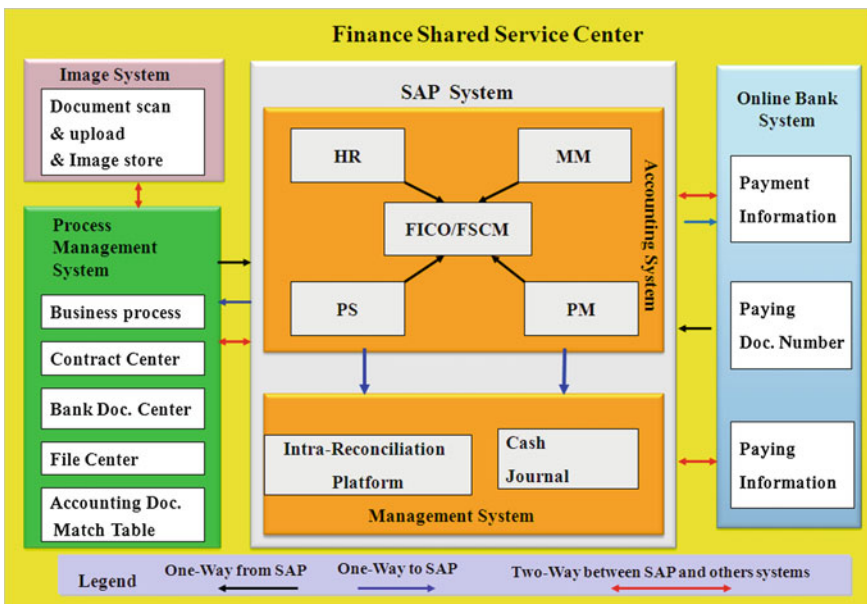 Finance Shared Service Center
Image System
Document scan
& upload
& Image store
Process
Management
System
Business process
Contract Center
Bank Doc. Center
File Center
Accounting Doc.
Match Table
SAP System
HR
MM
FICO/FSCM
PS
PM
Accounting System
Intra-Reconciliation
Platform
Cash
Journal
Management System
Online Bank
System
Payment
Information
Paying
Doc. Number
Paying
Information
Legend
One-Way from SAP
One-Way to SAP
Two-Way between SAP and others systems